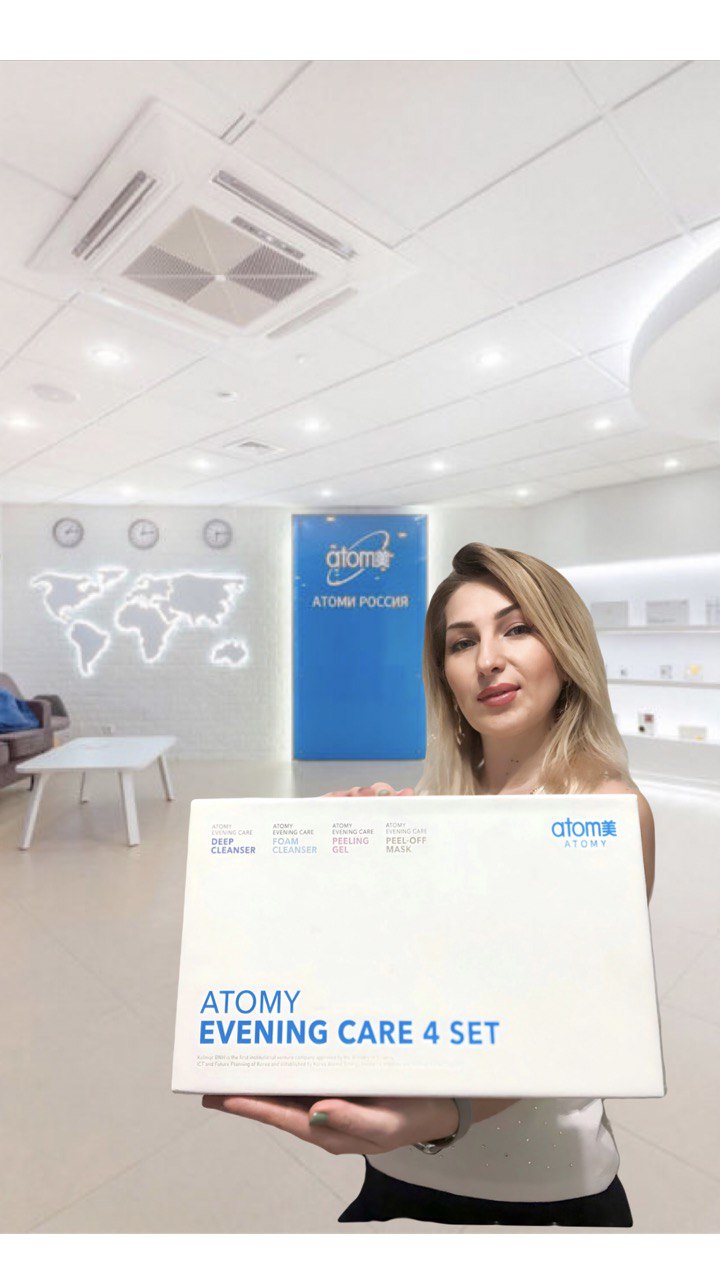 atom美
АТОМИ РОССИЯ
ATOMY
EVENING CARE
DEEP
CLEANSER
ATOMY
EVENING CARE
FOAM
CLEANSER
ATOMY
EVENING CARE
PEELING
GEL
ATOMY
EVENING CARE
PEEL-OFF
MASK
atom美
ATOMY
ATOMY
EVENING CARE 4 SET